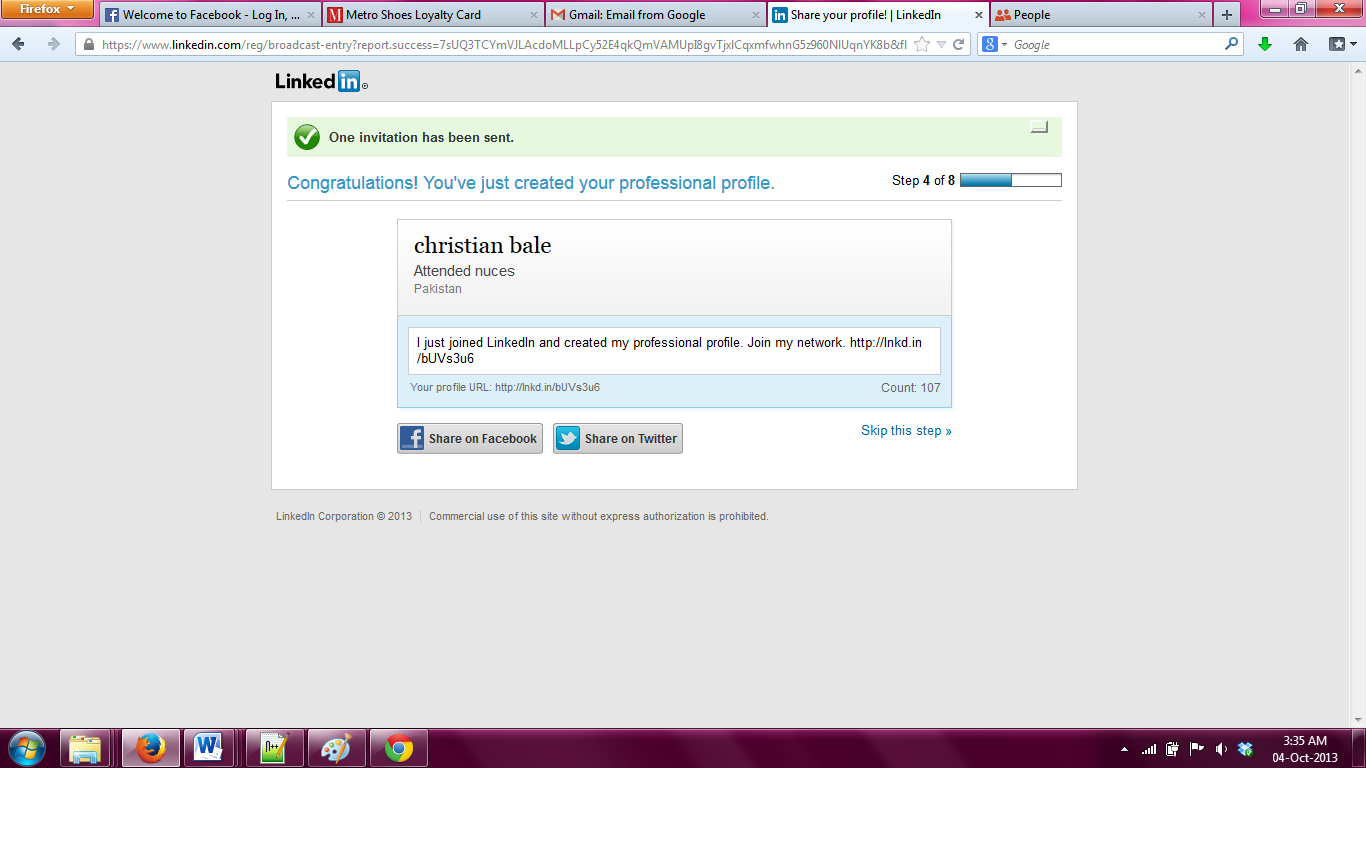 Firefox
Welcome to Facebook - Log In, ...
Metro Shoes Loyalty Card
Gmail: Email from Google
Share your profile! | LinkedIn
People
https://www.linkedin.com/reg/broadcast-entry?report.success=
Google
Linked in
One invitation has been sent.
Congratulations! You've just created your professional profile.
Step 4 of 8
christian bale
Attended nuces
Pakistan
I just joined LinkedIn and created my professional profile. Join my network. http://lnkd.in
/bUVs3u6
Your profile URL: http://lnkd.in/bUVs3u6
Count: 107
Share on Facebook
Share on Twitter
Skip this step »
LinkedIn Corporation © 2013
Commercial use of this site without express authorization is prohibited.
3:35 AM
04-Oct-2013